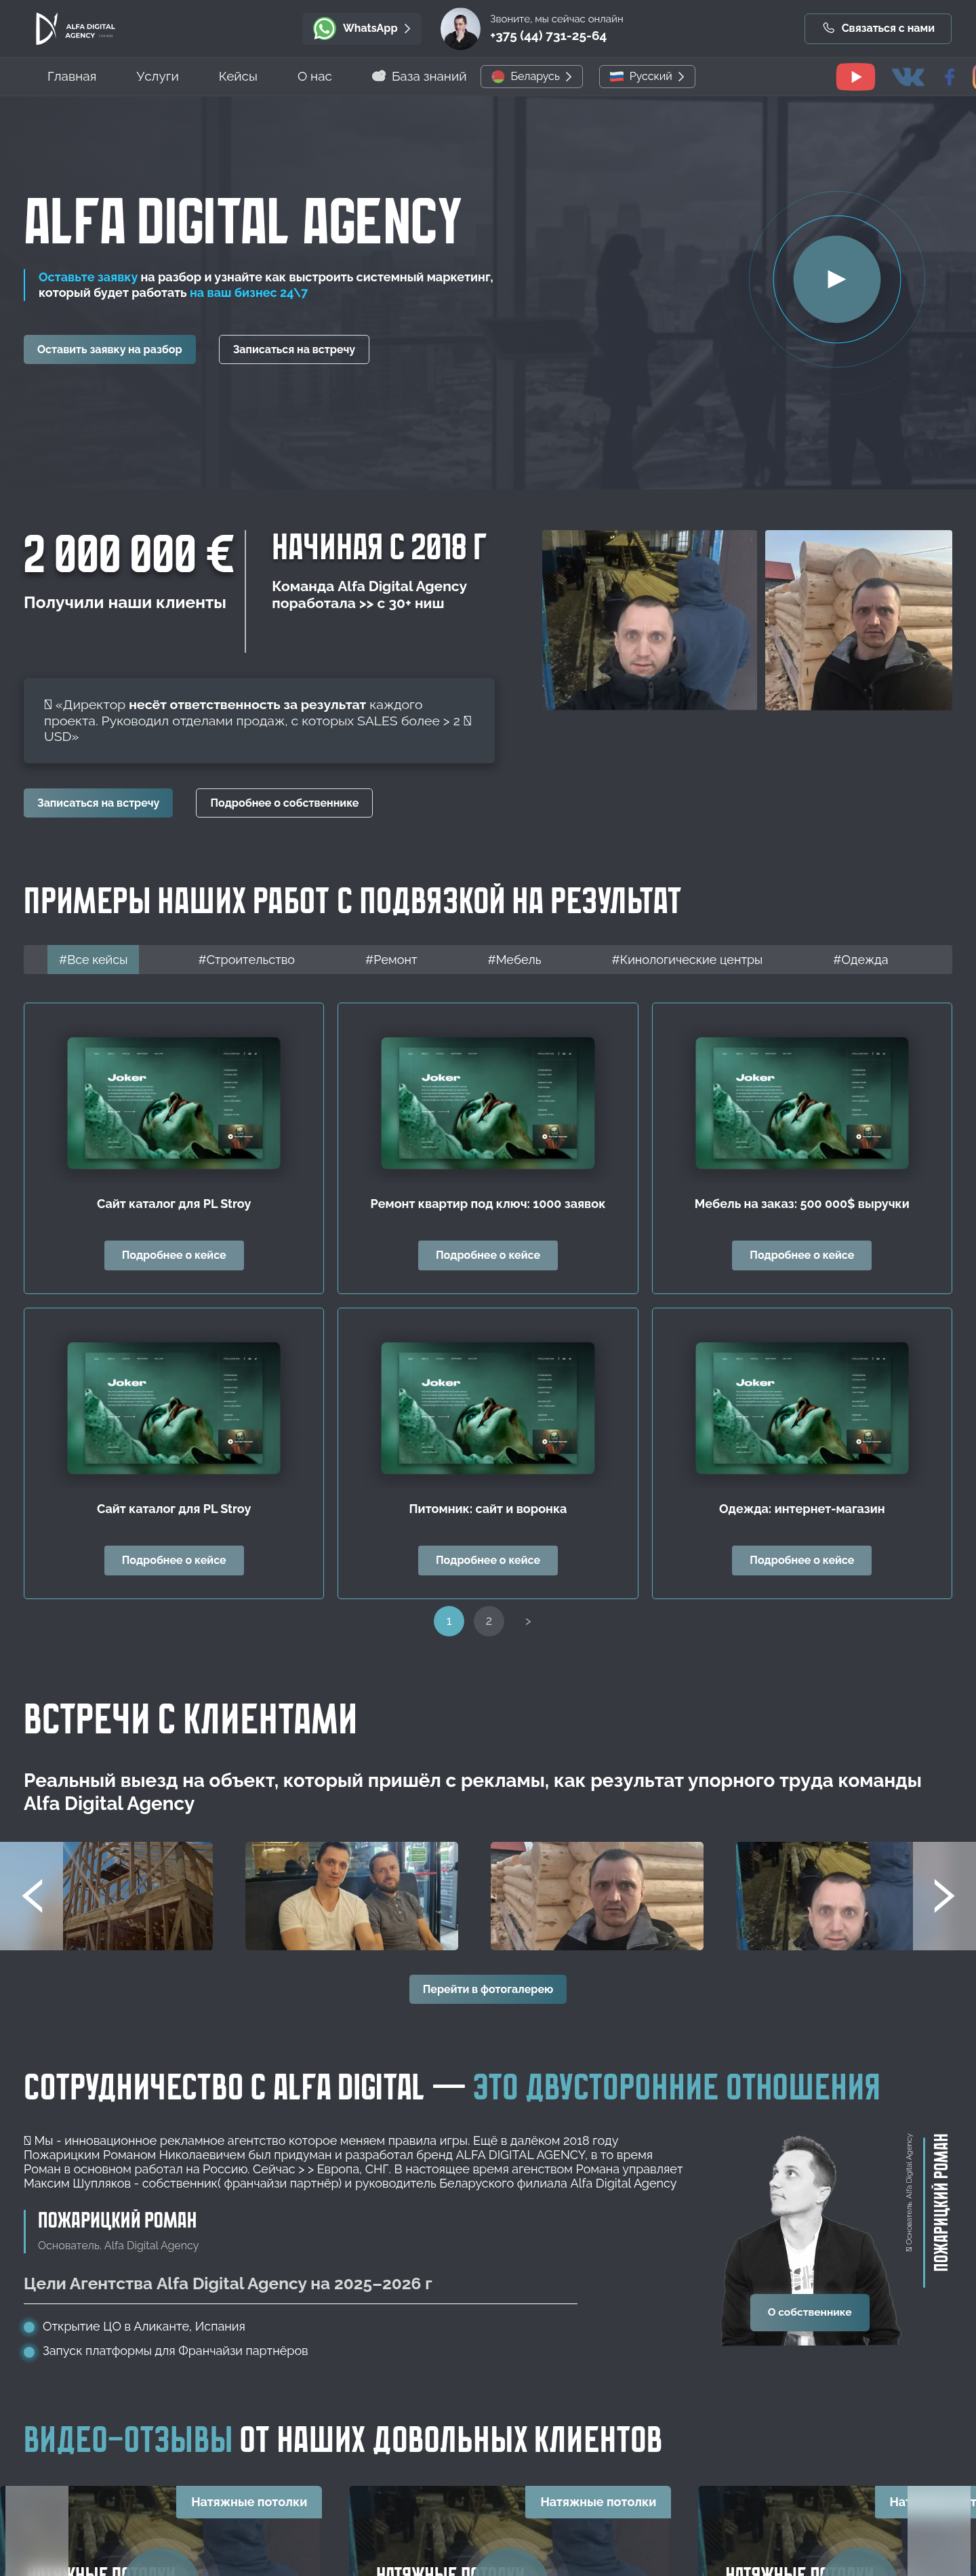 ALFA DIGITAL
AGENCY
WhatsApp
Звоните, мы сейчас онлайн
+375 (44) 731-25-64
Связаться с нами
Главная
Услуги
Кейсы
О нас
База знаний
Беларусь
Русский
ALFA DIGITAL AGENCY
Оставьте заявку на разбор и узнайте как выстроить системный маркетинг,
который будет работать на ваш бизнес 24\7
Оставить заявку на разбор
Записаться на встречу
2 000 000 €
Получили наши клиенты
НАЧИНАЯ С 2018 Г
Команда Alfa Digital Agency
поработала >> с 30+ ниш
«Директор несёт ответственность за результат каждого
проекта. Руководил отделами продаж, с которых SALES более > 2
USD»
Записаться на встречу
Подробнее о собственнике
ПРИМЕРЫ НАШИХ РАБОТ С ПОДВЯЗКОЙ НА РЕЗУЛЬТАТ
#Все кейсы
#Строительство
#Ремонт
#Мебель
#Кинологические центры
#Одежда
Joker
Joker
Joker
Сайт каталог для PL Stroy
Ремонт квартир под ключ: 1000 заявок
Мебель на заказ: 500 000$ выручки
Подробнее о кейсе
Подробнее о кейсе
Подробнее о кейсе
Joker
Joker
Joker
Сайт каталог для PL Stroy
Питомник: сайт и воронка
Одежда: интернет-магазин
Подробнее о кейсе
Подробнее о кейсе
Подробнее о кейсе
1
2
>
ВСТРЕЧИ С КЛИЕНТАМИ
Реальный выезд на объект, который пришёл с рекламы, как результат упорного труда команды
Alfa Digital Agency
Перейти в фотогалерею
СОТРУДНИЧЕСТВО С ALFA DIGITAL — ЭТО ДВУСТОРОННИЕ ОТНОШЕНИЯ
Мы - инновационное рекламное агентство которое меняем правила игры. Ещё в далёком 2018 году
Пожарицким Романом Николаевичем был придуман и разработан бренд ALFA DIGITAL AGENCY, в то время
Роман в основном работал на Россию. Сейчас > > Европа, СНГ. В настоящее время агенством Романа управляет
Максим Шупляков - собственник( франчайзи партнёр) и руководитель Беларуского филиала Alfa Digital Agency
ПОЖАРИЦКИЙ РОМАН
Основатель. Alfa Digital Agency
Цели Агентства Alfa Digital Agency на 2025–2026 г
Открытие ЦО в Аликанте, Испания
Запуск платформы для Франчайзи партнёров
О собственнике
Основатель. Alfa Digital Agency
ПОЖАРИЦКИЙ РОМАН
ВИДЕО-ОТЗЫВЫ ОТ НАШИХ ДОВОЛЬНЫХ КЛИЕНТОВ
Натяжные потолки
Натяжные потолки